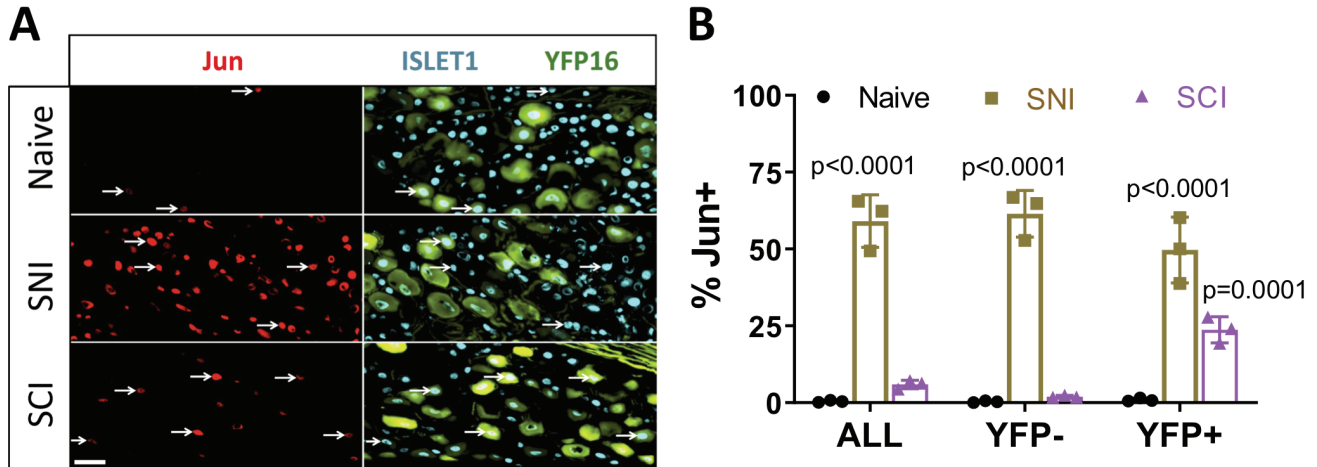 A
Jun ISLET1 YFP16
Naive
SNI
SCI
B
Naive SNI SCI
% Jun+
100
75
50
25
0
p<0.0001 p<0.0001 p<0.0001
p=0.0001
ALL YFP- YFP+